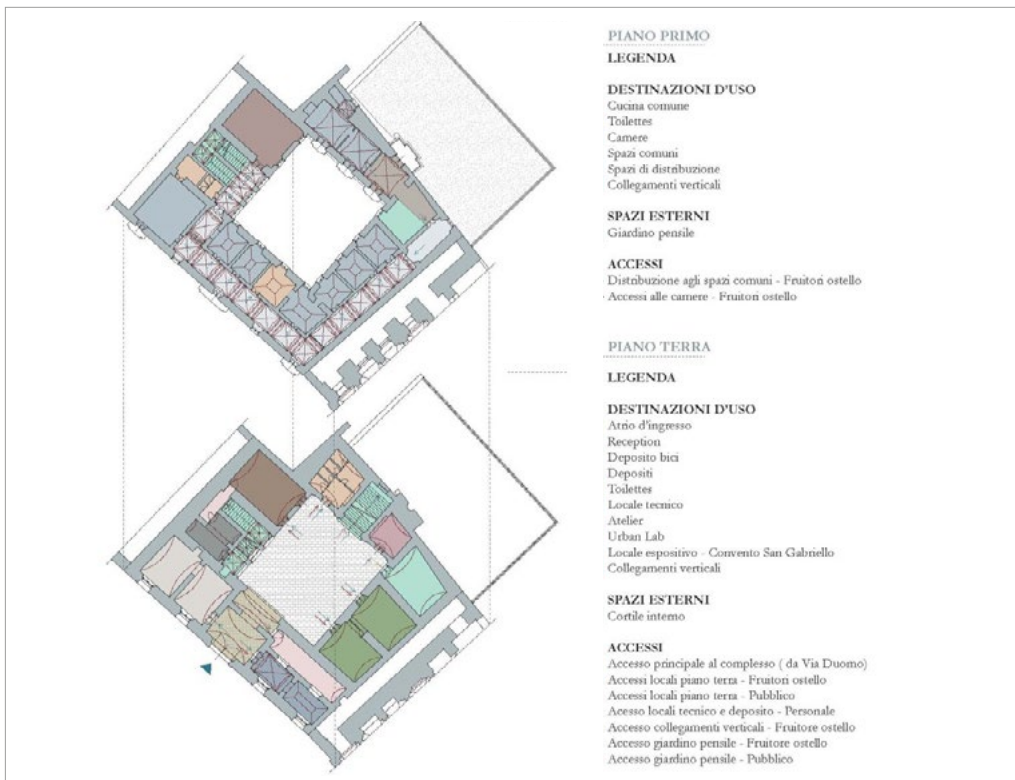 PIANO PRIMO
LEGENDA
DESTINAZIONI D'USO
Cucina comune
Toilettes
Camere
Spazi comuni
Spazi di distribuzione
Collegamenti verticali
SPAZI ESTERNI
Giardino pensile
ACCESSI
Distribuzione agli spazi comuni - Fruitori ostello
Accessi alle camere - Fruitori ostello
PIANO TERRA
LEGENDA
DESTINAZIONI D'USO
Atrio d'ingresso
Reception
Deposito bici
Depositi
Toilettes
Locale tecnico
Atelier
Urban Lab
Locale espositivo - Convento San Gabriello
Collegamenti verticali
SPAZI ESTERNI
Cortile interno
ACCESSI
Accesso principale al complesso ( da Via Duomo)
Accessi locali piano terra - Fruitori ostello
Accessi locali piano terra - Pubblico
Acesso locali tecnico e deposito - Personale
Accesso collegamenti verticali - Fruitore ostello
Accesso giardino pensile - Fruitore ostello
Accesso giardino pensile - Pubblico